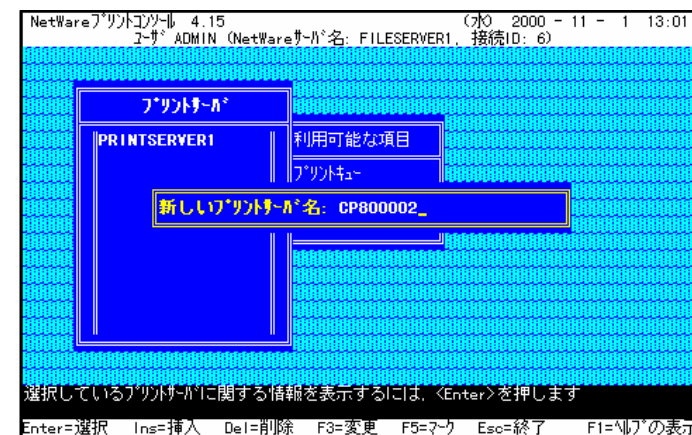 NetWareプリントコンソール 4.15 (水) 2000 - 11 - 1 13:01
ユーザ ADMIN (NetWareサーバ名: FILESERVER1, 接続ID: 6)
プリントサーバ
PRINTSERVER1
利用可能な項目
プリントキュー
新しいプリントサーバ名: CP800002_
選択しているプリントサーバに関する情報を表示するには, <Enter>を押します
Enter=選択 Ins=挿入 Del=削除 F3=変更 F5=マーク Esc=終了 F1=ヘルプの表示